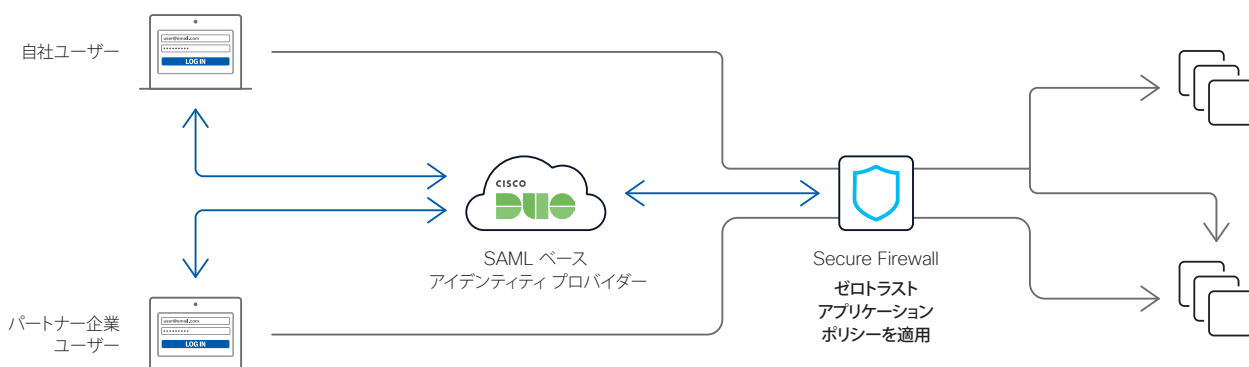 自社ユーザー
user@email.com
•••••••••
LOG IN
CISCO
DUO
SAML ベース
アイデンティティ プロバイダー
Secure Firewall
ゼロトラスト
アプリケーション
ポリシーを適用
パートナー企業
ユーザー
user@email.com
•••••••••
LOG IN